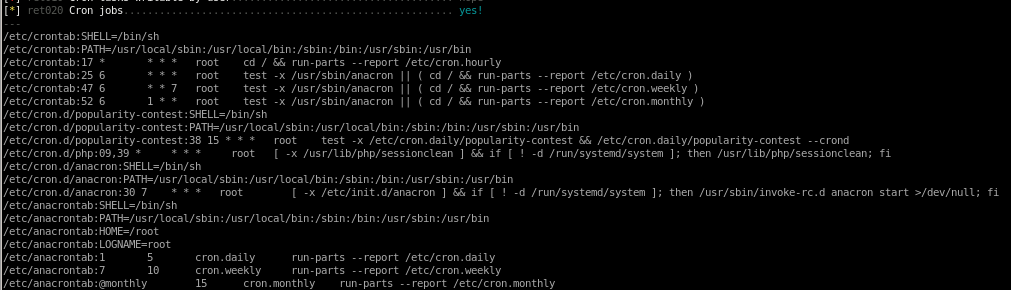 [*] ret020 Cron jobs....................................................... yes!
---
/etc/crontab:SHELL=/bin/sh
/etc/crontab:PATH=/usr/local/sbin:/usr/local/bin:/sbin:/bin:/usr/sbin:/usr/bin
/etc/crontab:17 * * * * root cd / && run-parts --report /etc/cron.hourly
/etc/crontab:25 6 * * * root test -x /usr/sbin/anacron || ( cd / && run-parts --report /etc/cron.daily )
/etc/crontab:47 6 * * 7 root test -x /usr/sbin/anacron || ( cd / && run-parts --report /etc/cron.weekly )
/etc/crontab:52 6 1 * * root test -x /usr/sbin/anacron || ( cd / && run-parts --report /etc/cron.monthly )
/etc/cron.d/popularity-contest:SHELL=/bin/sh
/etc/cron.d/popularity-contest:PATH=/usr/local/sbin:/usr/local/bin:/sbin:/bin:/usr/sbin:/usr/bin
/etc/cron.d/popularity-contest:38 15 * * * root test -x /etc/cron.daily/popularity-contest && /etc/cron.daily/popularity-contest --crond
/etc/cron.d/php:09,39 * * * * root [ -x /usr/lib/php/sessionclean ] && if [ ! -d /run/systemd/system ]; then /usr/lib/php/sessionclean; fi
/etc/cron.d/anacron:SHELL=/bin/sh
/etc/cron.d/anacron:PATH=/usr/local/sbin:/usr/local/bin:/sbin:/bin:/usr/sbin:/usr/bin
/etc/cron.d/anacron:30 7 * * * root [ -x /etc/init.d/anacron ] && if [ ! -d /run/systemd/system ]; then /usr/sbin/invoke-rc.d anacron start >/dev/null; fi
/etc/anacrontab:SHELL=/bin/sh
/etc/anacrontab:PATH=/usr/local/sbin:/usr/local/bin:/sbin:/bin:/usr/sbin:/usr/bin
/etc/anacrontab:HOME=/root
/etc/anacrontab:LOGNAME=root
/etc/anacrontab:1 5 cron.daily run-parts --report /etc/cron.daily
/etc/anacrontab:7 10 cron.weekly run-parts --report /etc/cron.weekly
/etc/anacrontab:@monthly 15 cron.monthly run-parts --report /etc/cron.monthly